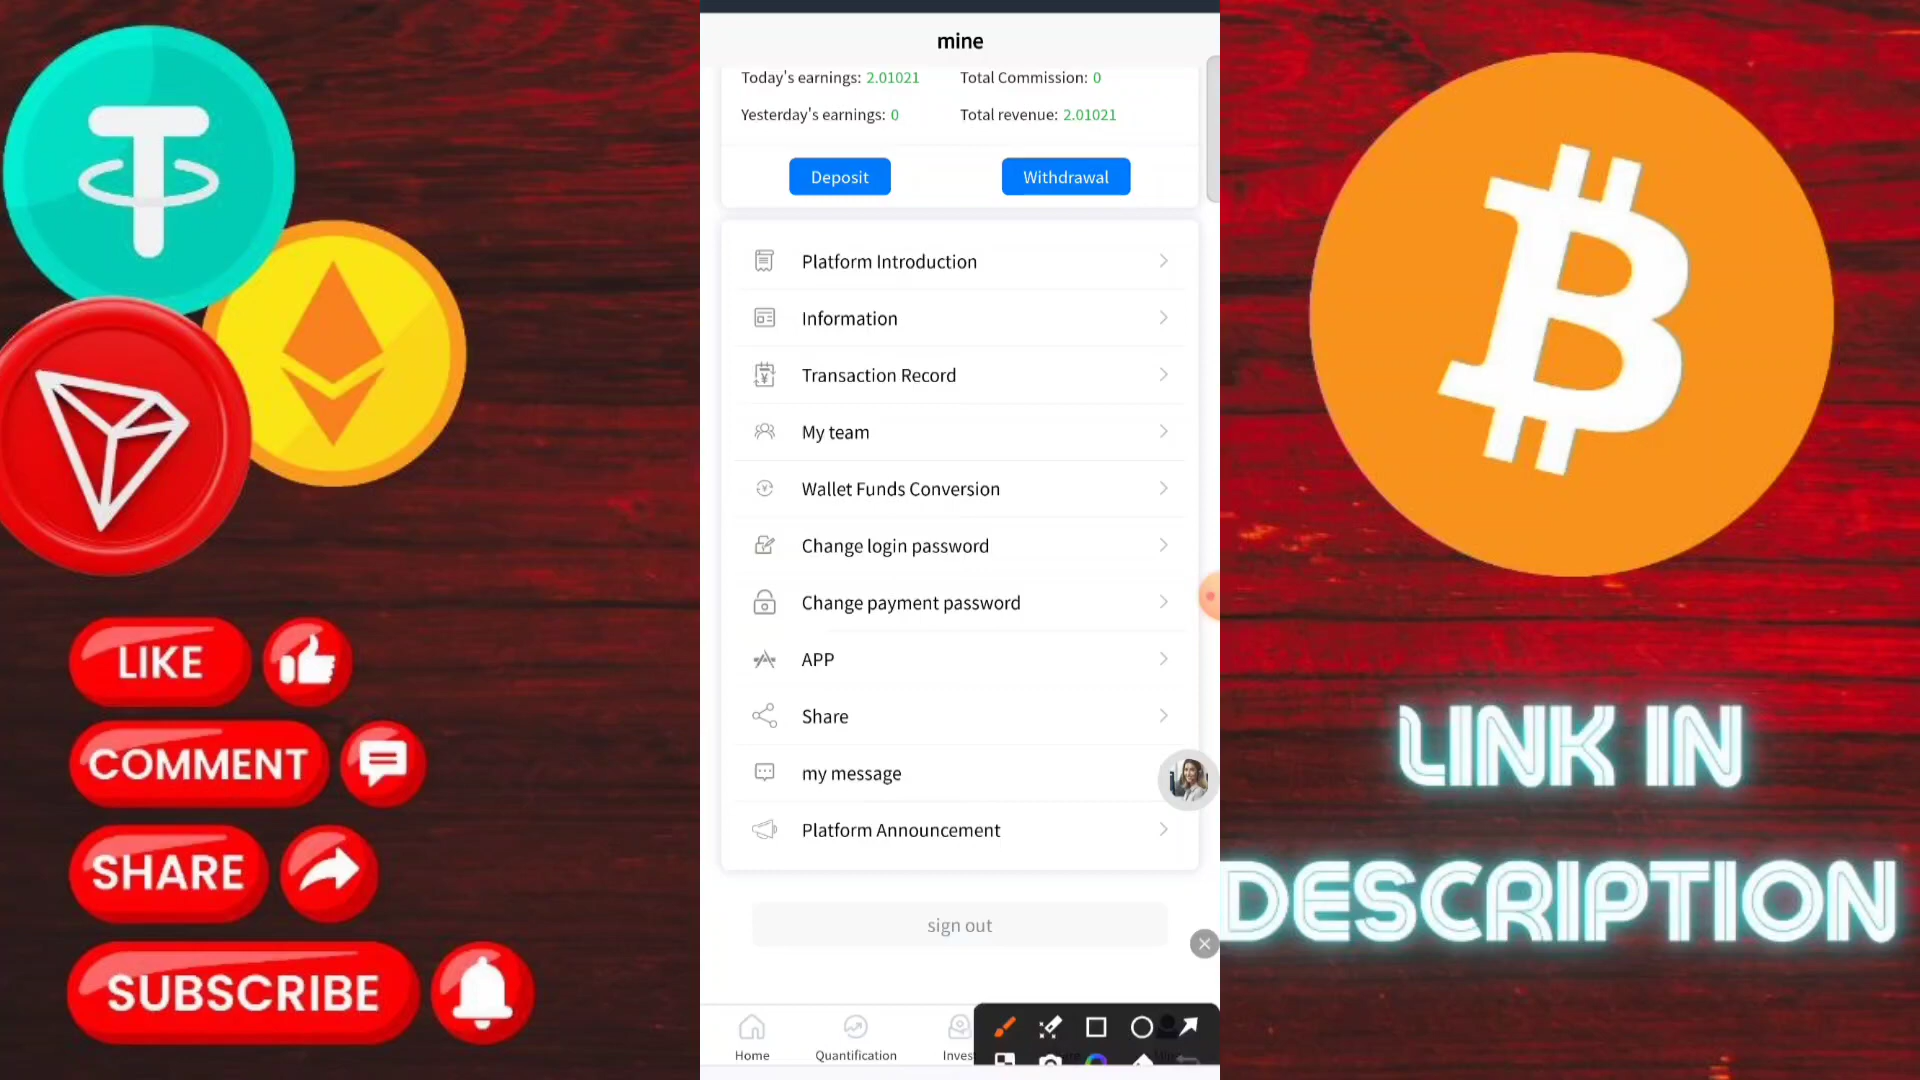 mine
Today's earnings: 2.01021
Total Commission: 0
Yesterday's earnings: 0
Total revenue: 2.01021
Deposit
Withdrawal
Platform Introduction
Information
Transaction Record
My team
Wallet Funds Conversion
Change login password
Change payment password
APP
Share
my message
Platform Announcement
sign out
Home
Quantification
Inves
LIKE
COMMENT
SHARE
SUBSCRIBE
LINK IN
DESCRIPTION